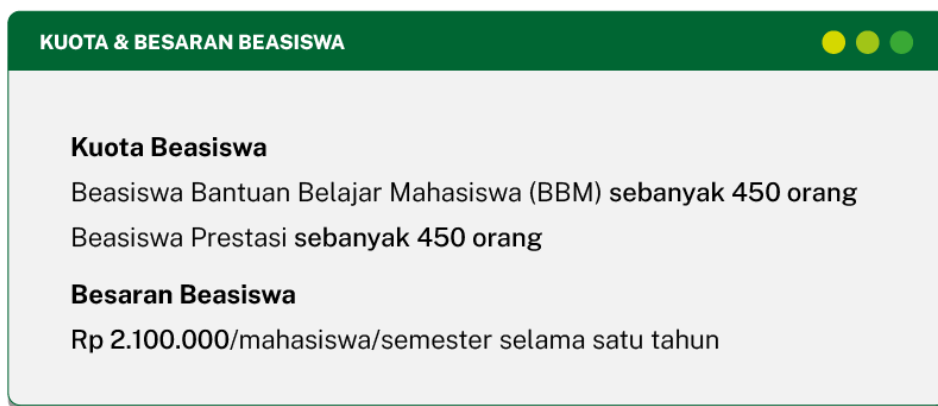 KUOTA & BESARAN BEASISWA
Kuota Beasiswa
Beasiswa Bantuan Belajar Mahasiswa (BBM) sebanyak 450 orang
Beasiswa Prestasi sebanyak 450 orang
Besaran Beasiswa
Rp 2.100.000/mahasiswa/semester selama satu tahun